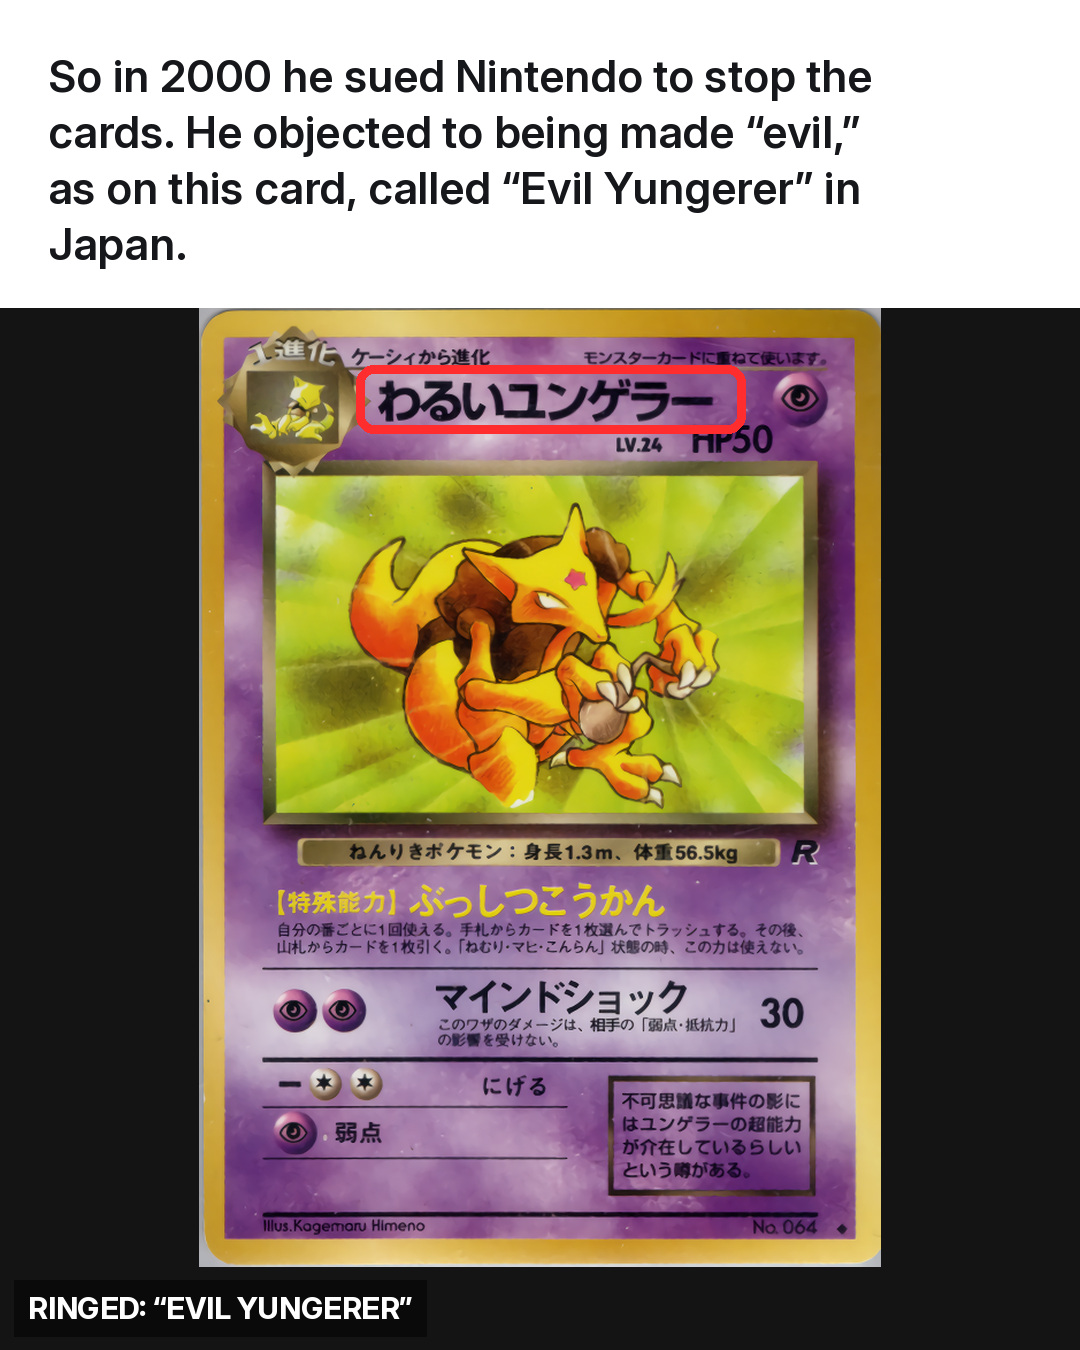 So in 2000 he sued Nintendo to stop the
cards. He objected to being made “evil,”
as on this card, called “Evil Yungerer” in
Japan.
1進化
ケーシィから進化
モンスターカードに重ねて使います。
わるいユンゲラー
LV.24 HP50
ねんりきポケモン：身長1.3m、体重56.5kg
R
【特殊能力】ぶっしつこうかん
自分の番ごとに1回使える。手札からカードを1枚選んでトラッシュする。その後、
山札からカードを1枚引く。「ねむり・マヒ・こんらん」状態の時、この力は使えない。
マインドショック 30
このワザのダメージは、相手の「弱点・抵抗力」
の影響を受けない。
にげる
弱点
不可思議な事件の影に
はユンゲラーの超能力
が介在しているらしい
という噂がある。
Illus.Kagemaru Himeno
No. 064
RINGED: “EVIL YUNGERER”